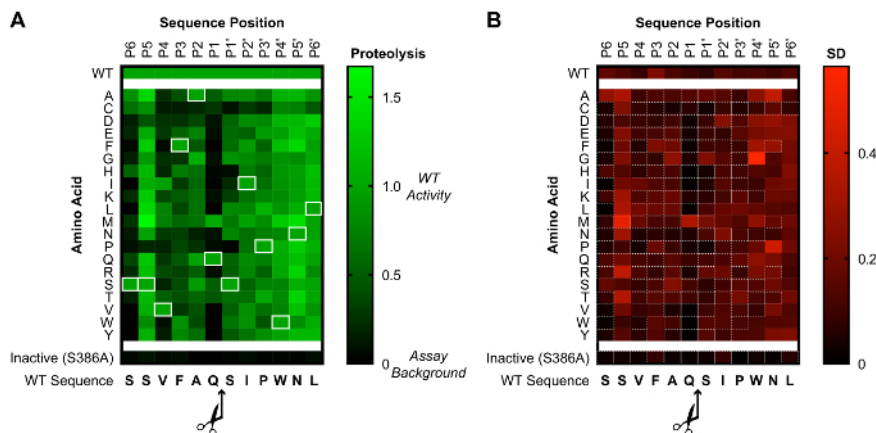 A
Sequence Position
P6 P5 P4 P3 P2 P1 P1' P2' P3' P4' P5' P6'
Proteolysis
WT
A
C
D
E
F
G
H
I
K
L
M
N
P
Q
R
S
T
V
W
Y
Amino Acid
1.5
1.0
0.5
0
WT
Activity
Assay
Background
Inactive (S386A)
WT Sequence S S V F A Q S I P W N L
B
Sequence Position
P6 P5 P4 P3 P2 P1 P1' P2' P3' P4' P5' P6'
SD
WT
A
C
D
E
F
G
H
I
K
L
M
N
P
Q
R
S
T
V
W
Y
Amino Acid
0.4
0.2
0
Inactive (S386A)
WT Sequence S S V F A Q S I P W N L